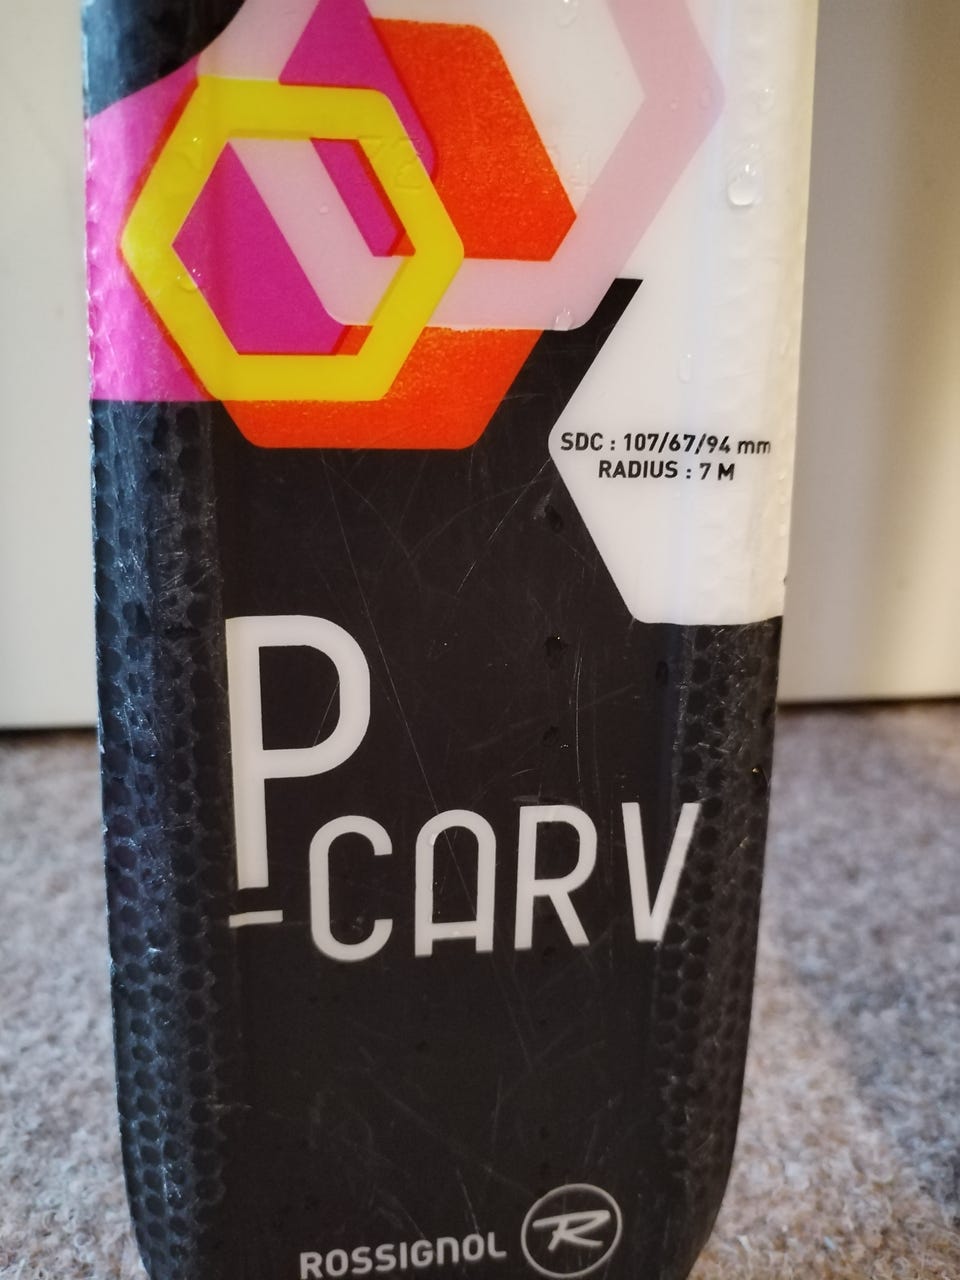 SDC : 107/67/94 mm
RADIUS : 7 M
P
CARV
ROSSIGNOL R